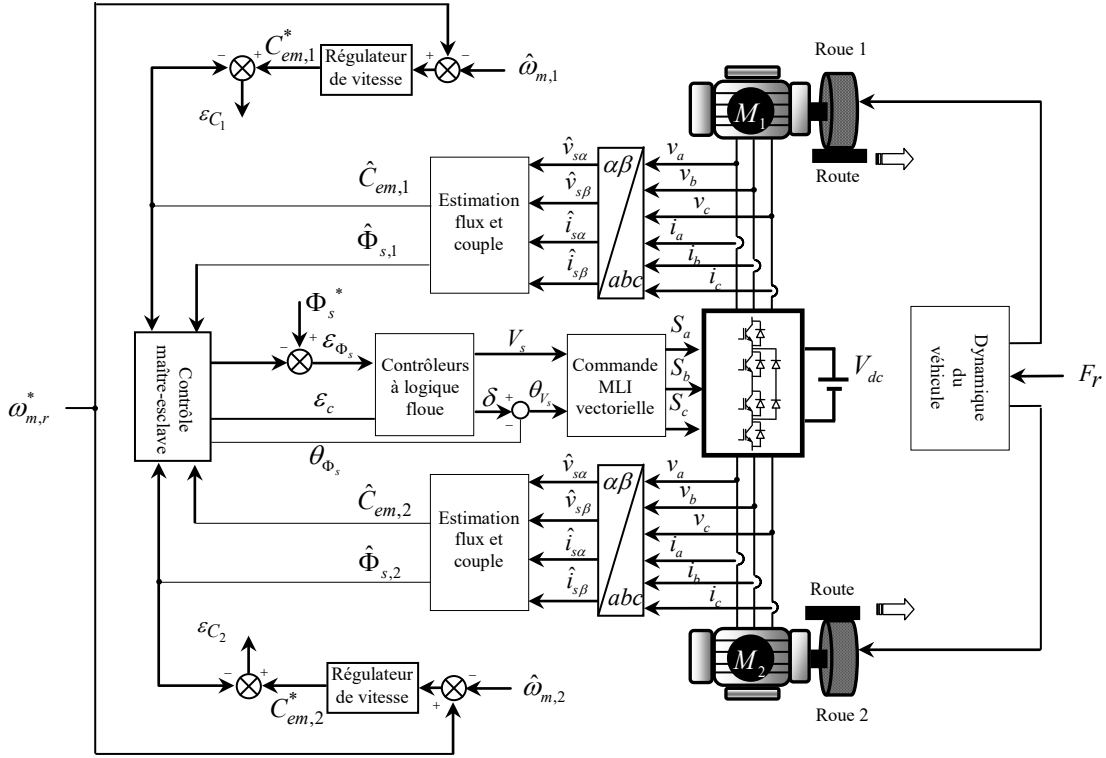 C*em,1
Régulateur
de vitesse
ω̂m,1
εC1
Roue 1
M1
Route
Ĉem,1
Φ̂s,1
Estimation
flux et
couple
v̂sα
v̂sβ
îsα
îsβ
αβ
abc
va
vb
vc
ia
ib
ic
Φs*
εΦs
ω*m,r
Contrôle
maître-esclave
εc
θΦs
Contrôleurs
à logique
floue
Vs
δ
θVs
Commande
MLI
vectorielle
Sa
Sb
Sc
Vdc
Dynamique
du
véhicule
Fr
Ĉem,2
Φ̂s,2
Estimation
flux et
couple
v̂sα
v̂sβ
îsα
îsβ
αβ
abc
va
vb
vc
ia
ib
ic
Route
M2
Roue 2
εC2
C*em,2
Régulateur
de vitesse
ω̂m,2